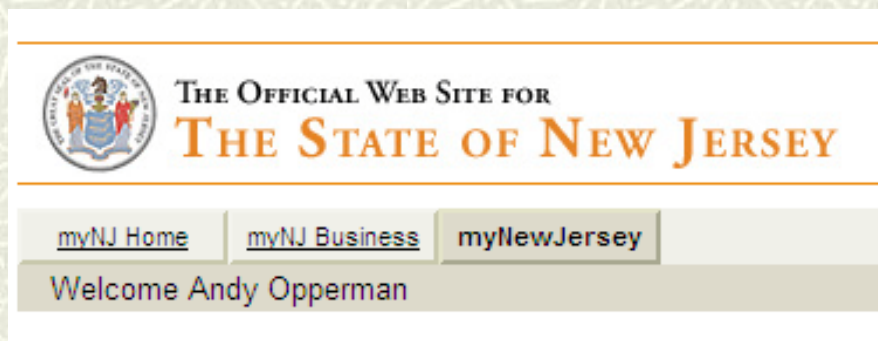 THE OFFICIAL WEB SITE FOR
THE STATE OF NEW JERSEY
myNJ Home myNJ Business myNewJersey
Welcome Andy Opperman